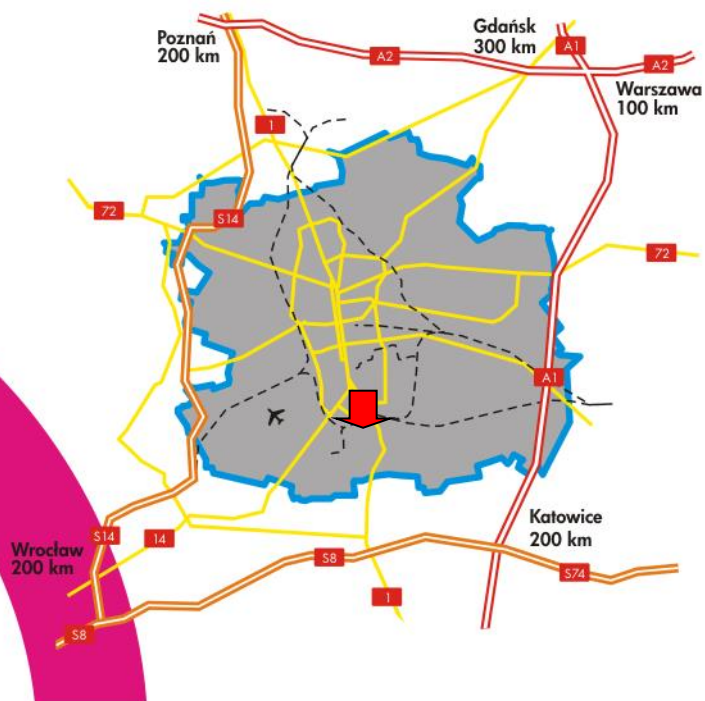 Gdańsk
300 km
A1
Poznań
200 km
A2
A2
Warszawa
100 km
1
72
S14
72
A1
Katowice
200 km
S14
14
Wrocław
200 km
S8
S74
1
S8